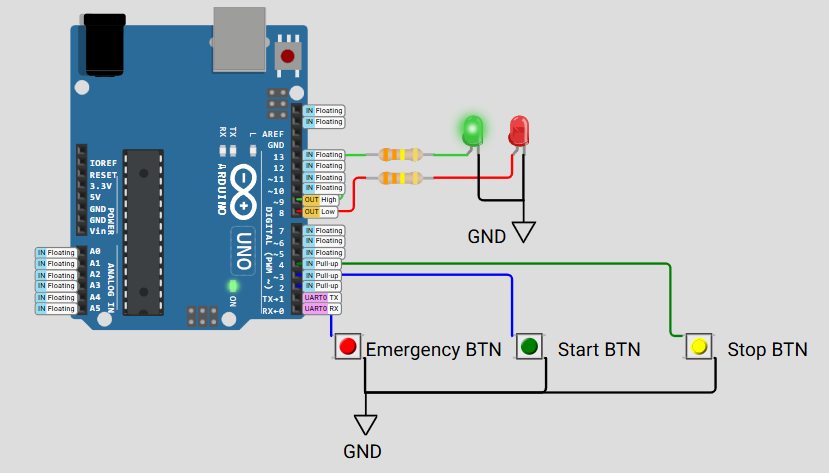 IN Floating
IN Floating
RX
TX
L
AREF
GND
13 IN Floating
12 IN Floating
~11 IN Floating
~10 IN Floating
~9 OUT High
8 OUT Low
7 IN Floating
~6 IN Floating
~5 IN Floating
4 IN Pull-up
~3 IN Pull-up
2 IN Pull-up
TX→1 UART0 TX
RX←0 UART0 RX
DIGITAL (PWM ~)
ARDUINO
UNO
ON
IOREF
RESET
3.3V
5V
GND
GND
Vin
POWER
IN Floating A0
IN Floating A1
IN Floating A2
IN Floating A3
IN Floating A4
IN Floating A5
ANALOG IN
GND
Emergency BTN
Start BTN
Stop BTN
GND